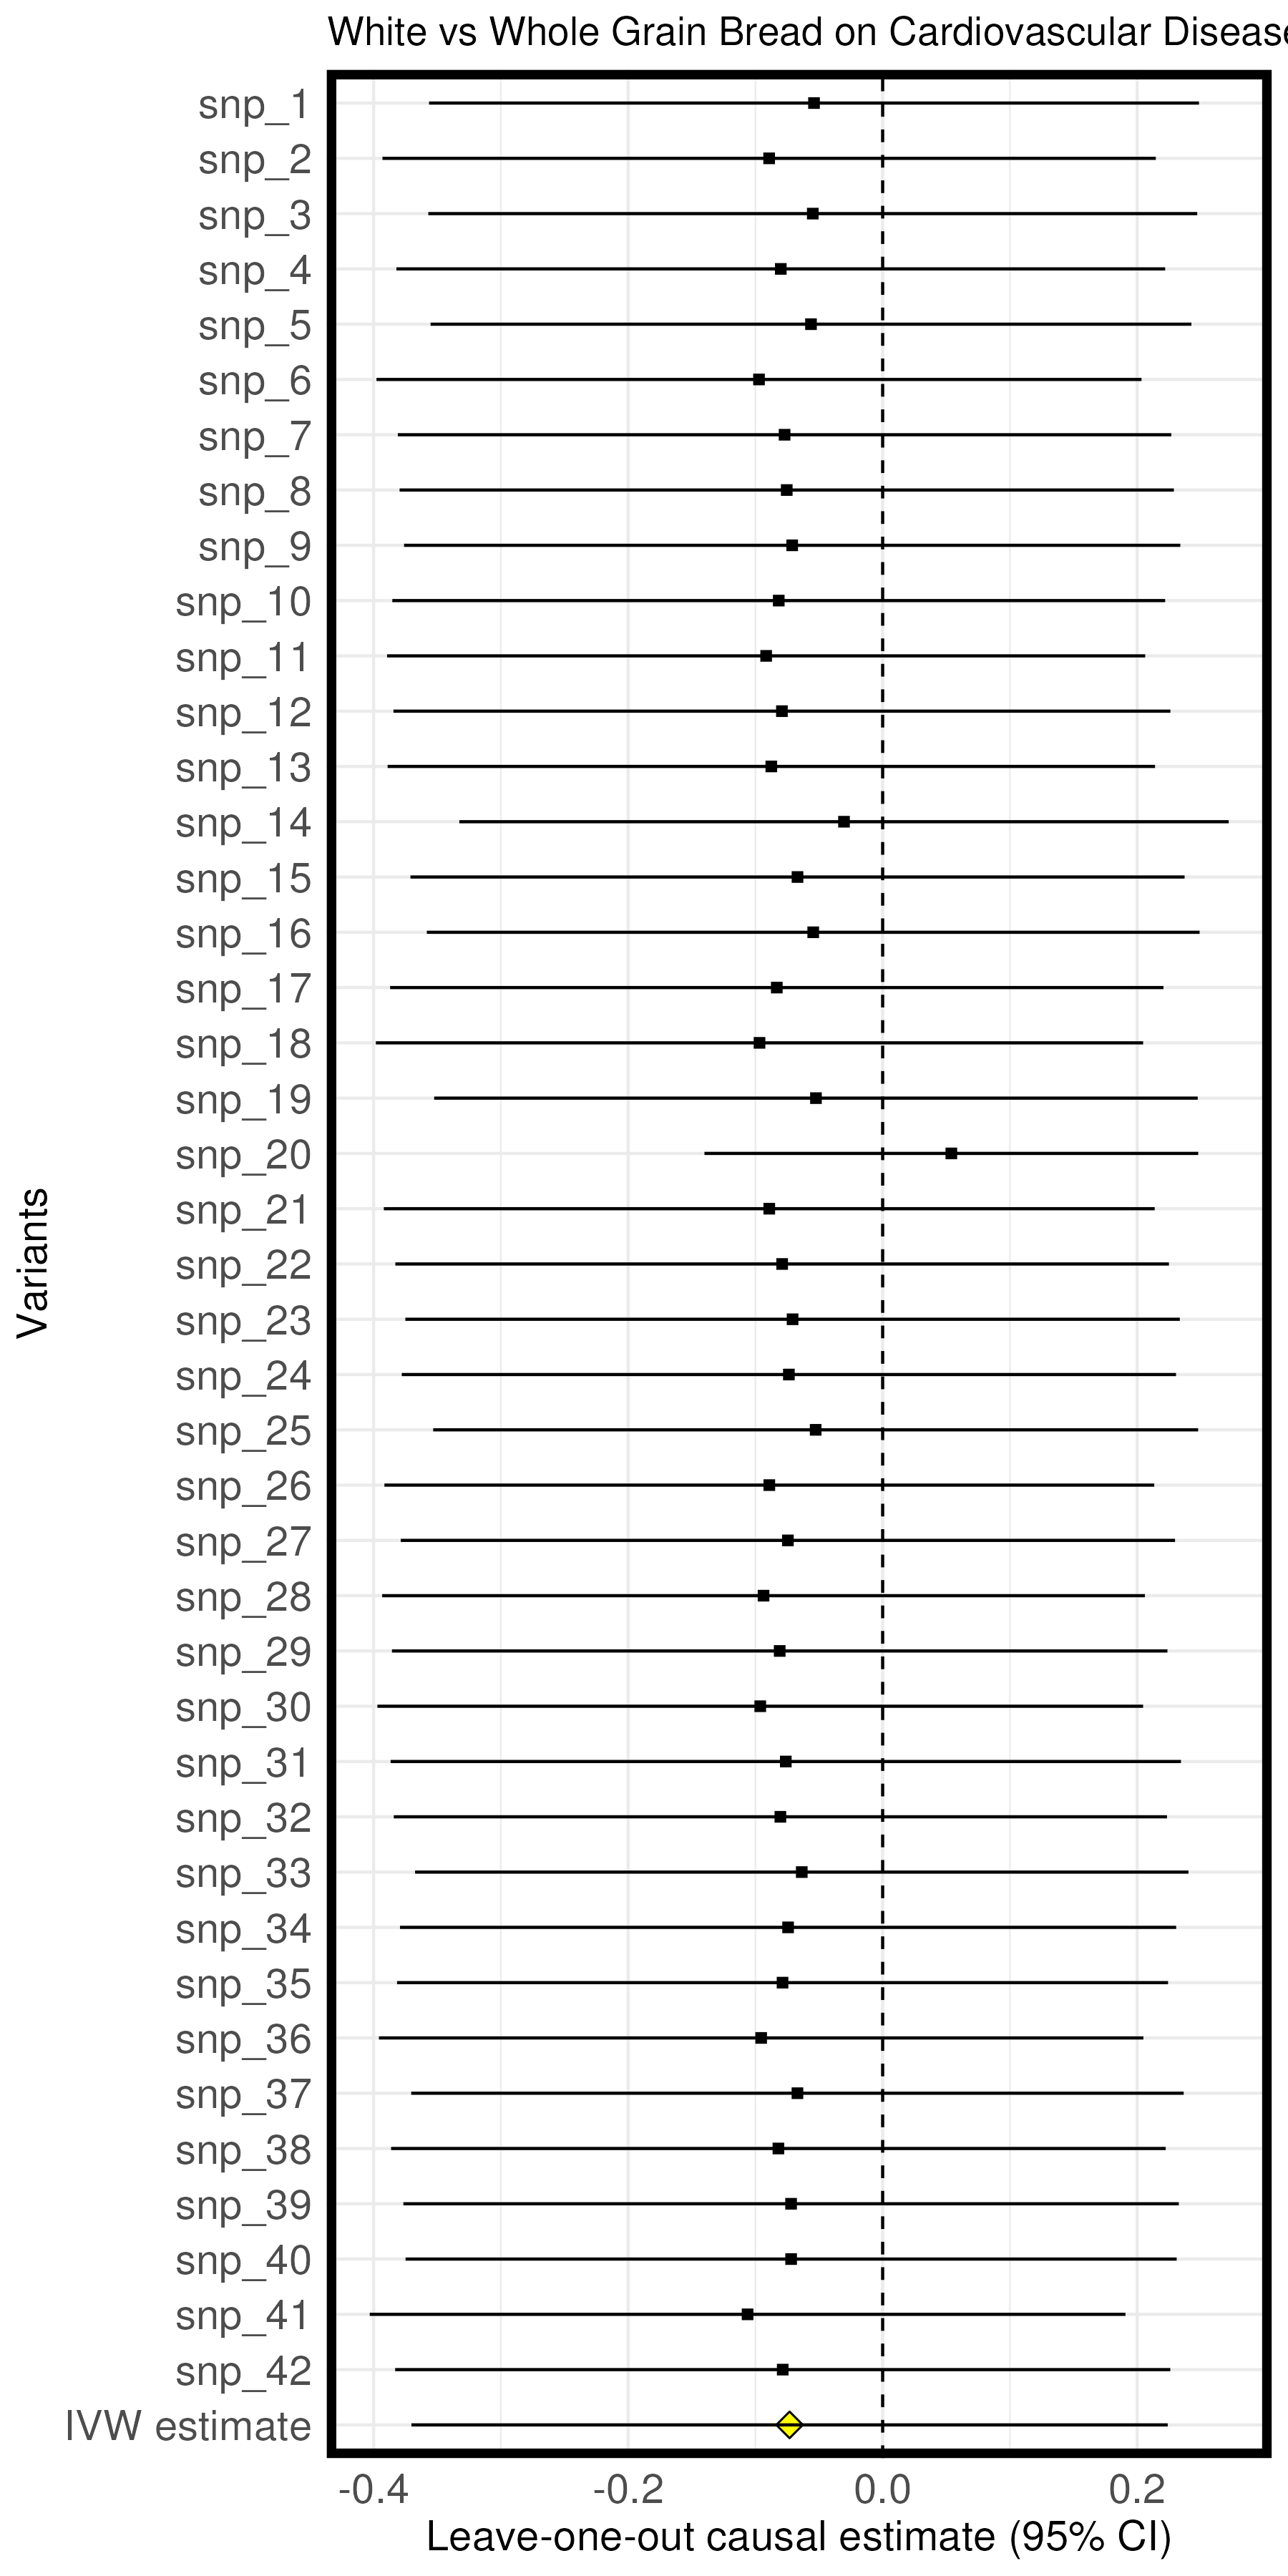 White vs Whole Grain Bread on Cardiovascular Disease
snp_1
snp_2
snp_3
snp_4
snp_5
snp_6
snp_7
snp_8
snp_9
snp_10
snp_11
snp_12
snp_13
snp_14
snp_15
snp_16
snp_17
snp_18
snp_19
snp_20
snp_21
snp_22
snp_23
snp_24
snp_25
snp_26
snp_27
snp_28
snp_29
snp_30
snp_31
snp_32
snp_33
snp_34
snp_35
snp_36
snp_37
snp_38
snp_39
snp_40
snp_41
snp_42
IVW estimate
Variants
-0.4 -0.2 0.0 0.2
Leave-one-out causal estimate (95% CI)